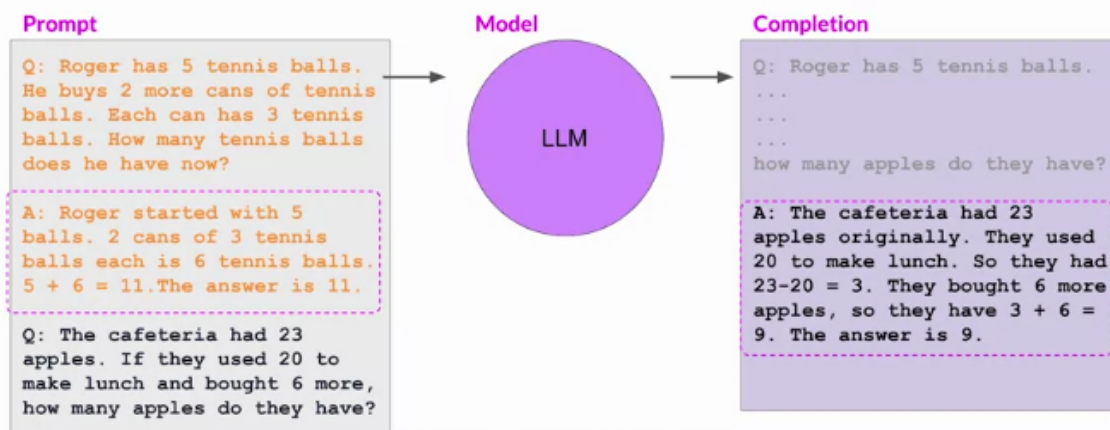 Prompt
Q: Roger has 5 tennis balls.
He buys 2 more cans of tennis
balls. Each can has 3 tennis
balls. How many tennis balls
does he have now?
A: Roger started with 5
balls. 2 cans of 3 tennis
balls each is 6 tennis balls.
5 + 6 = 11.The answer is 11.
Q: The cafeteria had 23
apples. If they used 20 to
make lunch and bought 6 more,
how many apples do they have?
Model
LLM
Completion
Q: Roger has 5 tennis balls.
...
...
...
how many apples do they have?
A: The cafeteria had 23
apples originally. They used
20 to make lunch. So they had
23-20 = 3. They bought 6 more
apples, so they have 3 + 6 =
9. The answer is 9.